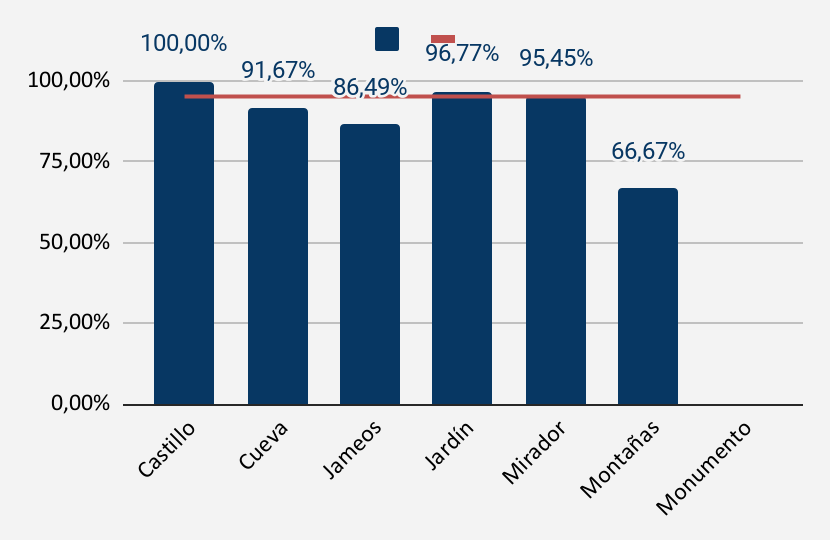 100,00%
91,67%
86,49%
96,77%
95,45%
66,67%
100,00%
75,00%
50,00%
25,00%
0,00%
Castillo
Cueva
Jameos
Jardín
Mirador
Montañas
Monumento